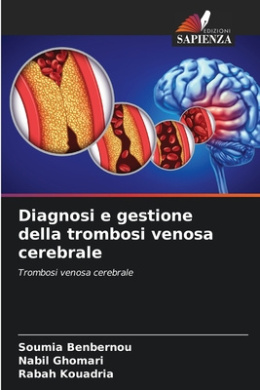 EDIZIONI
SAPIENZA
Diagnosi e gestione
della trombosi venosa
cerebrale
Trombosi venosa cerebrale
Soumia Benbernou
Nabil Ghomari
Rabah Kouadria